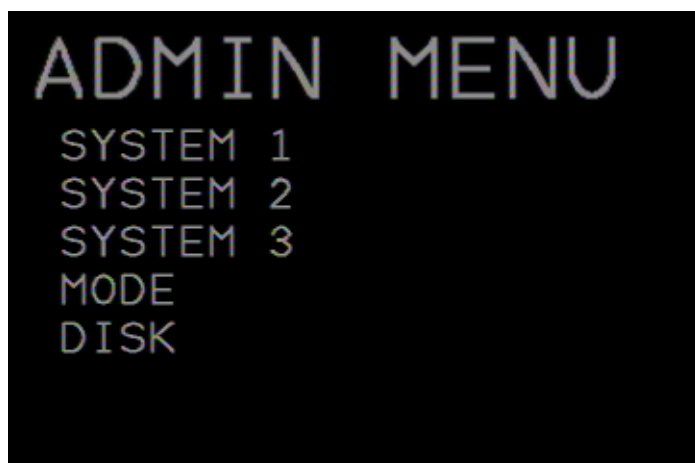 ADMIN MENU
SYSTEM 1
SYSTEM 2
SYSTEM 3
MODE
DISK